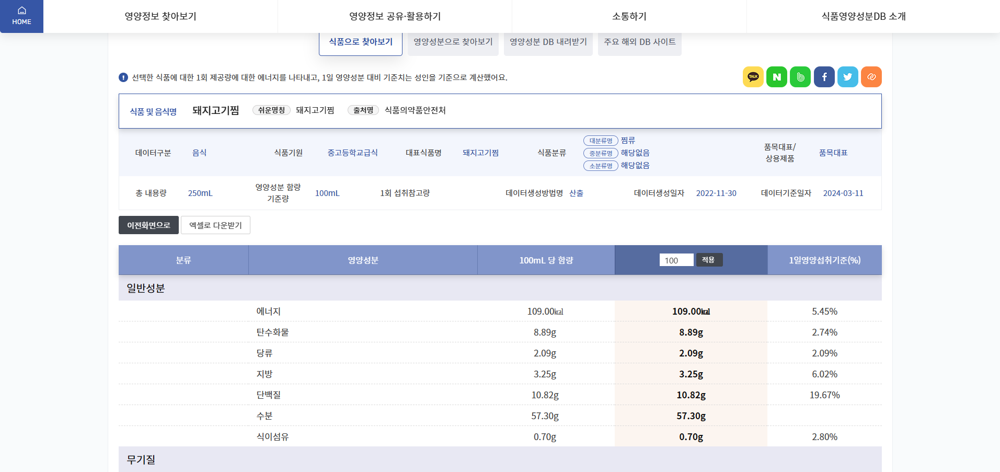 HOME
영양정보 찾아보기
영양정보 공유·활용하기
소통하기
식품영양성분DB 소개
식품으로 찾아보기
영양성분으로 찾아보기
영양성분 DB 내려받기
주요 해외 DB 사이트
선택한 식품에 대한 1회 제공량에 대한 에너지를 나타내고, 1일 영양성분 대비 기준치는 성인을 기준으로 계산했어요.
TALK
N
b
f
식품 및 음식명 돼지고기찜 쉬운명칭 돼지고기찜 출처명 식품의약품안전처
데이터구분 음식 식품기원 중고등학교급식 대표식품명 돼지고기찜 식품분류
대분류명 찜류
중분류명 해당없음
소분류명 해당없음
품목대표/
상용제품
품목대표
총 내용량 250mL
영양성분 함량
기준량
100mL
1회 섭취참고량
데이터생성방법명 산출
데이터생성일자 2022-11-30
데이터기준일자 2024-03-11
이전화면으로 엑셀로 다운받기
분류 영양성분 100mL 당 함량 100 적용 1일영양섭취기준(%)
일반성분
에너지 109.00㎉ 109.00㎉ 5.45%
탄수화물 8.89g 8.89g 2.74%
당류 2.09g 2.09g 2.09%
지방 3.25g 3.25g 6.02%
단백질 10.82g 10.82g 19.67%
수분 57.30g 57.30g
식이섬유 0.70g 0.70g 2.80%
무기질